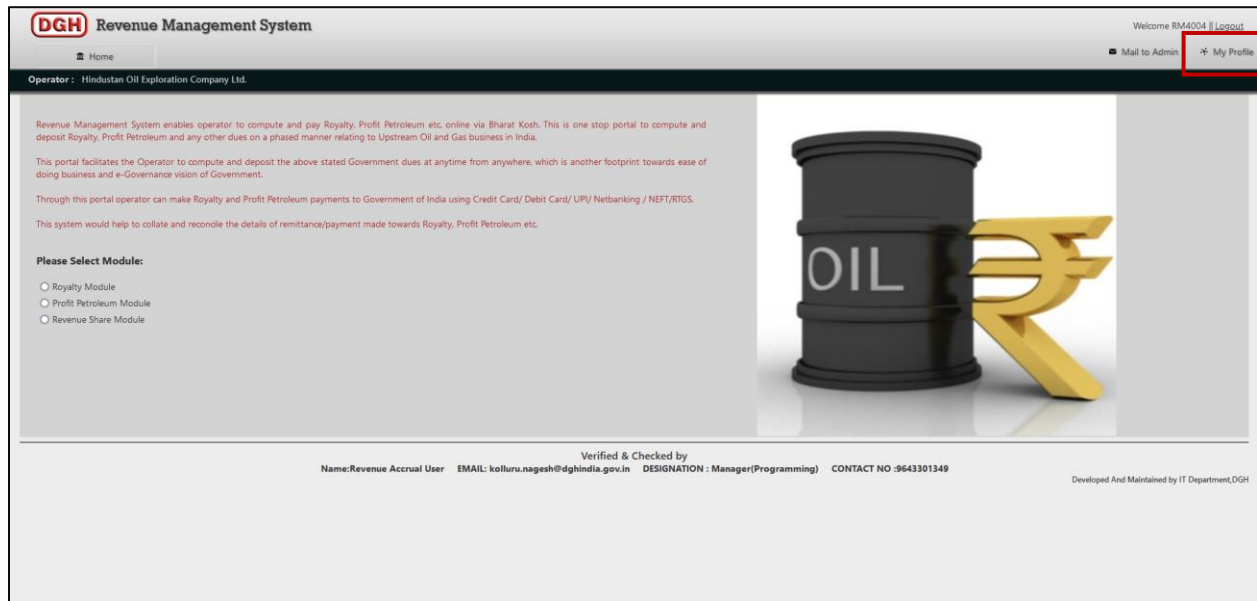 DGH Revenue Management System
Welcome RM4004 || Logout
Home
Mail to Admin
My Profile
Operator : Hindustan Oil Exploration Company Ltd.
Revenue Management System enables operator to compute and pay Royalty, Profit Petroleum etc. online via Bharat Kosh. This is one stop portal to compute and
deposit Royalty, Profit Petroleum and any other dues on a phased manner relating to Upstream Oil and Gas business in India.
This portal facilitates the Operator to compute and deposit the above stated Government dues at anytime from anywhere, which is another footprint towards ease of
doing business and e-Governance vision of Government.
Through this portal operator can make Royalty and Profit Petroleum payments to Government of India using Credit Card/ Debit Card/ UPI/ Netbanking / NEFT/RTGS.
This system would help to collate and reconcile the details of remittance/payment made towards Royalty, Profit Petroleum etc.
Please Select Module:
Royalty Module
Profit Petroleum Module
Revenue Share Module
OIL
Verified & Checked by
Name:Revenue Accrual User EMAIL: kolluru.nagesh@dghindia.gov.in DESIGNATION : Manager(Programming) CONTACT NO :9643301349
Developed And Maintained by IT Department,DGH